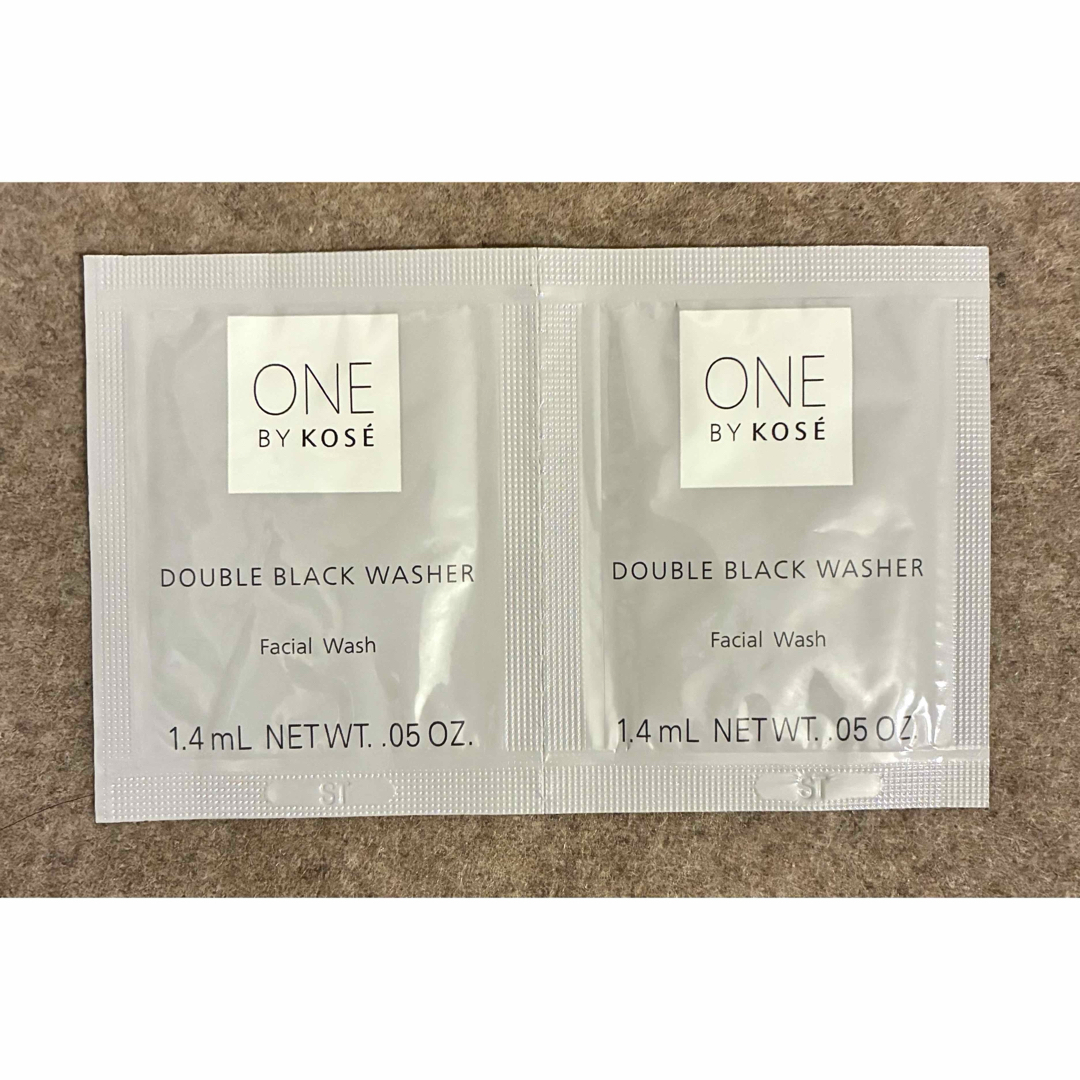 ONE
BY KOSÉ
DOUBLE BLACK WASHER
Facial Wash
1.4 mL NET WT. .05 OZ.
ST
ONE
BY KOSÉ
DOUBLE BLACK WASHER
Facial Wash
1.4 mL NET WT. .05 OZ.
ST